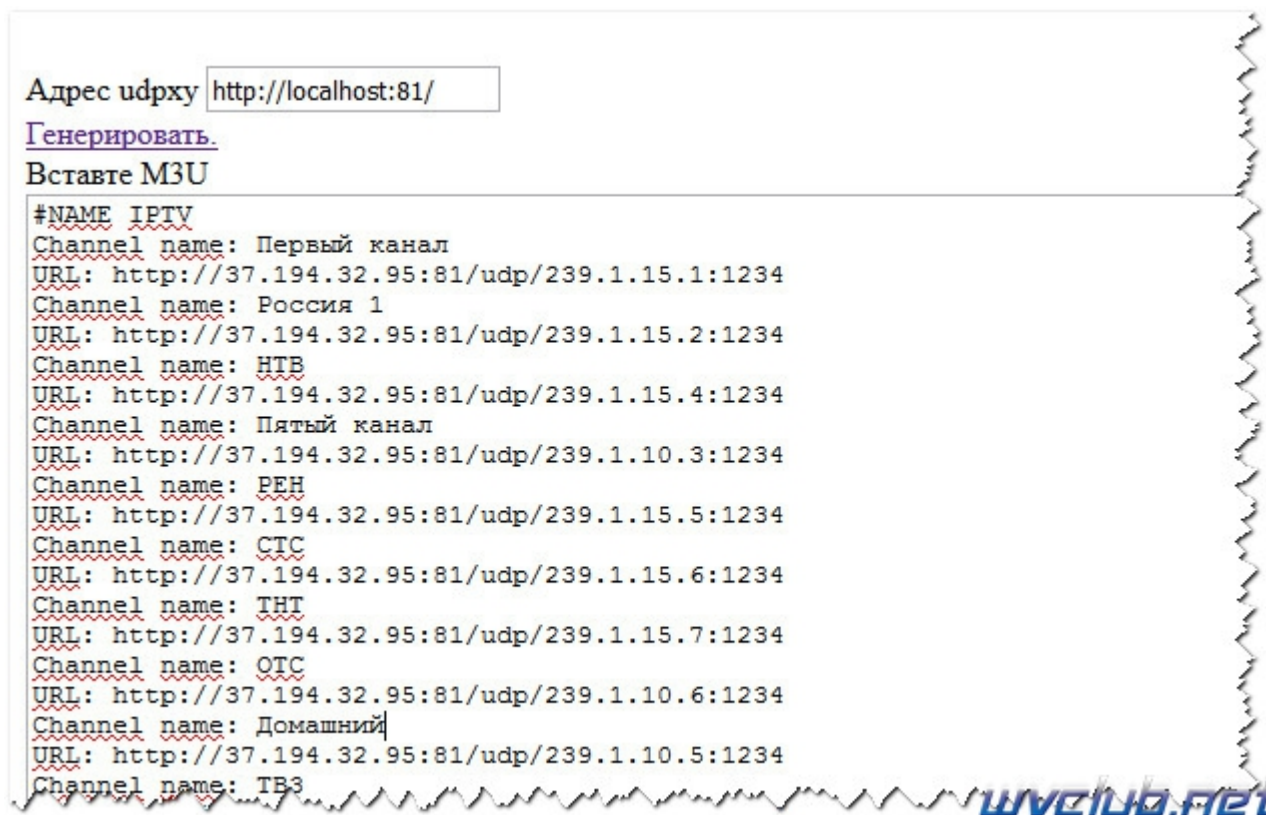 Адрес udpxy http://localhost:81/
Генерировать.
Вставте M3U
#NAME IPTV
Channel name: Первый канал
URL: http://37.194.32.95:81/udp/239.1.15.1:1234
Channel name: Россия 1
URL: http://37.194.32.95:81/udp/239.1.15.2:1234
Channel name: НТВ
URL: http://37.194.32.95:81/udp/239.1.15.4:1234
Channel name: Пятый канал
URL: http://37.194.32.95:81/udp/239.1.10.3:1234
Channel name: РЕН
URL: http://37.194.32.95:81/udp/239.1.15.5:1234
Channel name: СТС
URL: http://37.194.32.95:81/udp/239.1.15.6:1234
Channel name: ТНТ
URL: http://37.194.32.95:81/udp/239.1.15.7:1234
Channel name: ОТС
URL: http://37.194.32.95:81/udp/239.1.10.6:1234
Channel name: Домашний
URL: http://37.194.32.95:81/udp/239.1.10.5:1234
Channel name: ТВ3
wvclub.net